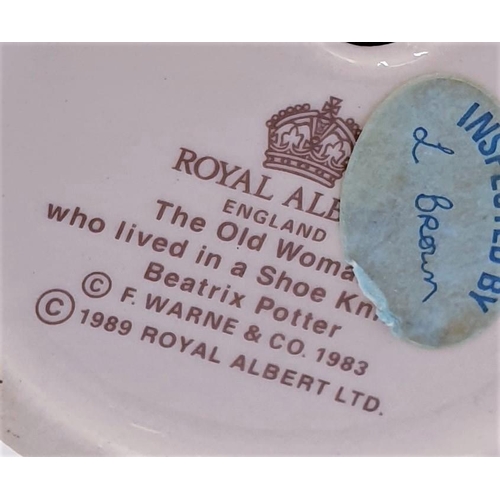 ROYAL ALB
ENGLAND
The Old Woma
who lived in a Shoe Kn
Beatrix Potter
© F. WARNE & CO. 1983
© 1989 ROYAL ALBERT LTD.
INSPECTED BY
L Brown